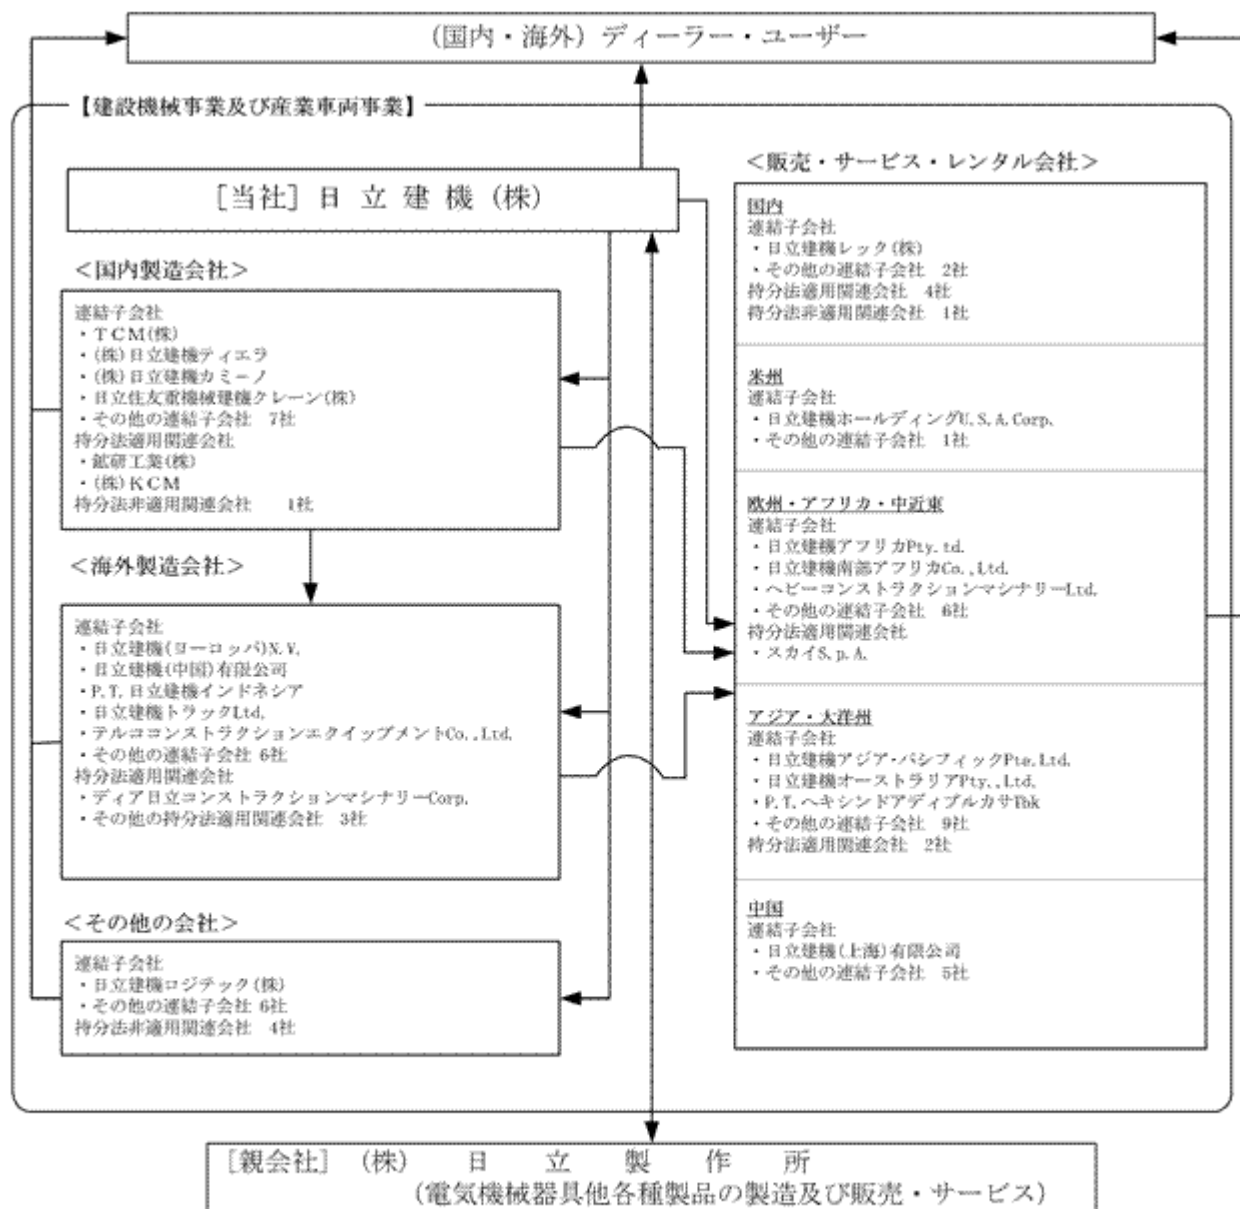 (国内・海外) ディーラー・ユーザー
【建設機械事業及び産業車両事業】
[当社] 日 立 建 機 (株)
＜国内製造会社＞
連結子会社
・TCM(株)
・(株)日立建機ティエラ
・(株)日立建機カミーノ
・日立住友重機械建機クレーン(株)
・その他の連結子会社 7社
持分法適用関連会社
・鉱研工業(株)
・(株)KCM
持分法非適用関連会社 1社
＜海外製造会社＞
連結子会社
・日立建機(ヨーロッパ)N.V.
・日立建機(中国)有限公司
・P.T.日立建機インドネシア
・日立建機トラックLtd.
・テルココンストラクションエクイップメントCo.,Ltd.
・その他の連結子会社 6社
持分法適用関連会社
・ディア日立コンストラクションマシナリーCorp.
・その他の持分法適用関連会社 3社
＜その他の会社＞
連結子会社
・日立建機ロジテック(株)
・その他の連結子会社 6社
持分法非適用関連会社 4社
＜販売・サービス・レンタル会社＞
国内
連結子会社
・日立建機レック(株)
・その他の連結子会社 2社
持分法適用関連会社 4社
持分法非適用関連会社 1社
米州
連結子会社
・日立建機ホールディングU.S.A.Corp.
・その他の連結子会社 1社
欧州・アフリカ・中近東
連結子会社
・日立建機アフリカPty.td.
・日立建機南部アフリカCo.,Ltd.
・ヘビーコンストラクションマシナリーLtd.
・その他の連結子会社 6社
持分法適用関連会社
・スカイS.p.A.
アジア・大洋州
連結子会社
・日立建機アジア・パシフィックPte.Ltd.
・日立建機オーストラリアPty.,Ltd.
・P.T.ヘキシンドアディプルカサTbk
・その他の連結子会社 9社
持分法適用関連会社 2社
中国
連結子会社
・日立建機(上海)有限公司
・その他の連結子会社 5社
[親会社] (株) 日 立 製 作 所
(電気機械器具他各種製品の製造及び販売・サービス)